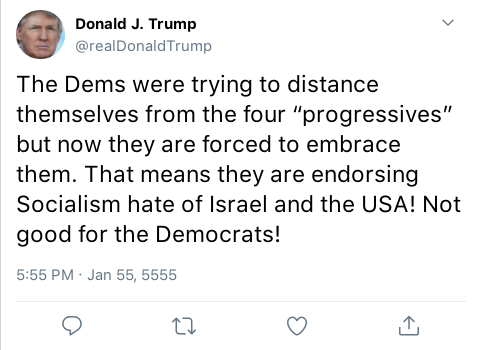 Donald J. Trump
@realDonaldTrump
The Dems were trying to distance
themselves from the four “progressives”
but now they are forced to embrace
them. That means they are endorsing
Socialism hate of Israel and the USA! Not
good for the Democrats!
5:55 PM · Jan 55, 5555